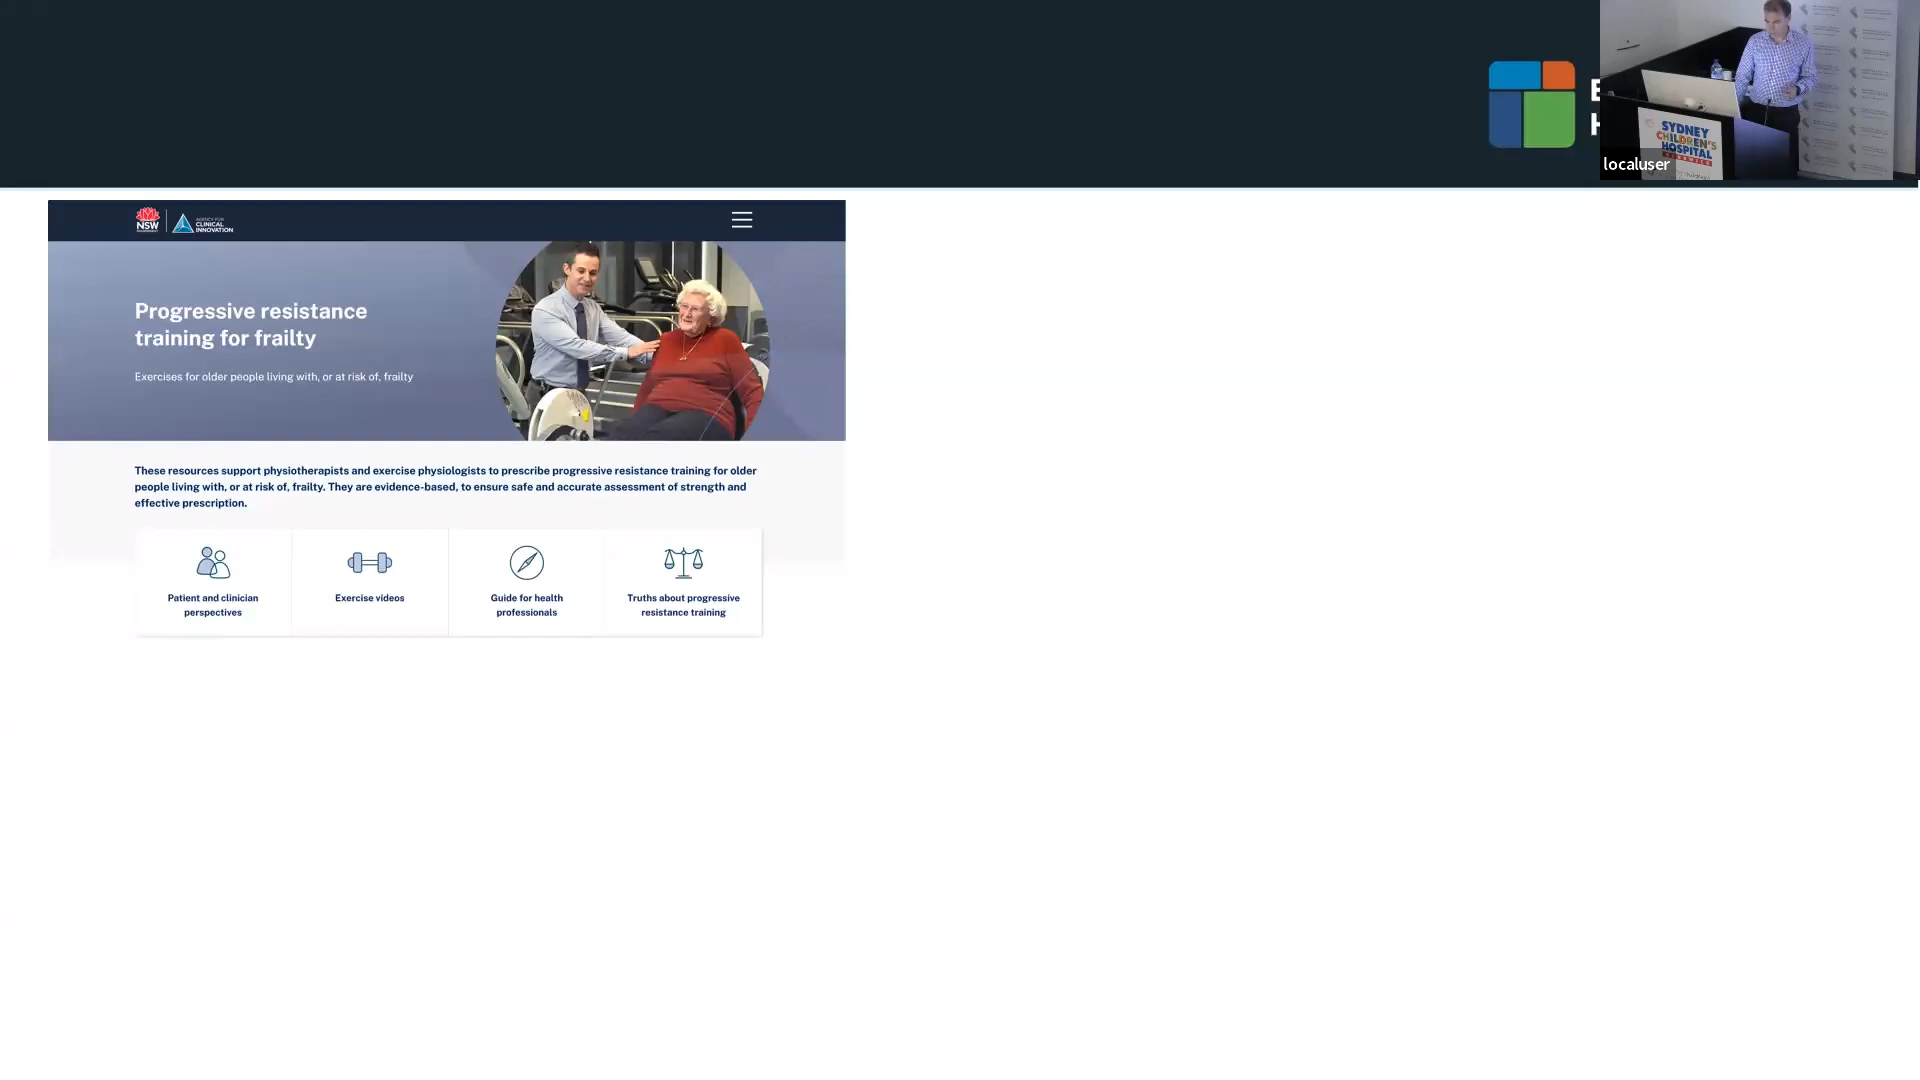 NSW
AGENCY FOR
CLINICAL
INNOVATION
Progressive resistance
training for frailty
Exercises for older people living with, or at risk of, frailty
These resources support physiotherapists and exercise physiologists to prescribe progressive resistance training for older
people living with, or at risk of, frailty. They are evidence-based, to ensure safe and accurate assessment of strength and
effective prescription.
Patient and clinician
perspectives
Exercise videos
Guide for health
professionals
Truths about progressive
resistance training
SYDNEY
CHILDREN'S
HOSPITAL
localuser